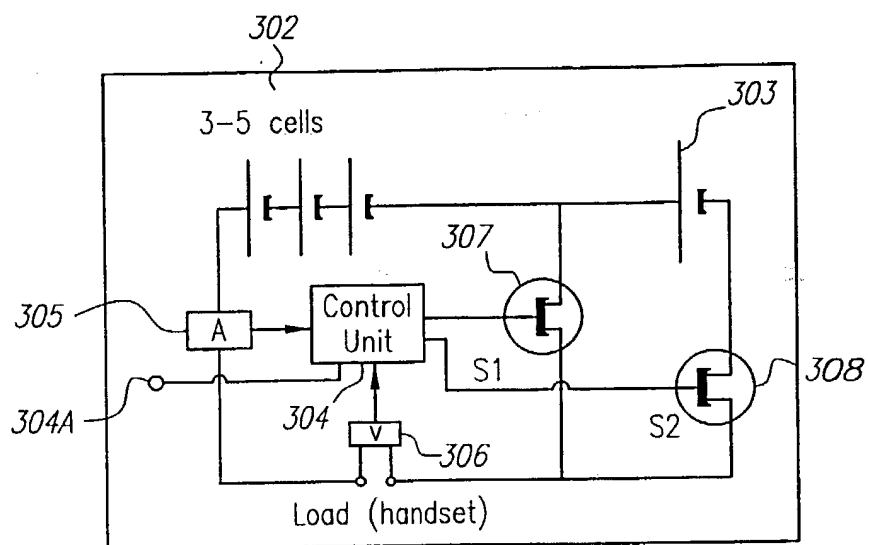 302
3-5 cells
303
307
305
A
Control
Unit
S1
308
304A
304
V
306
S2
Load (handset)